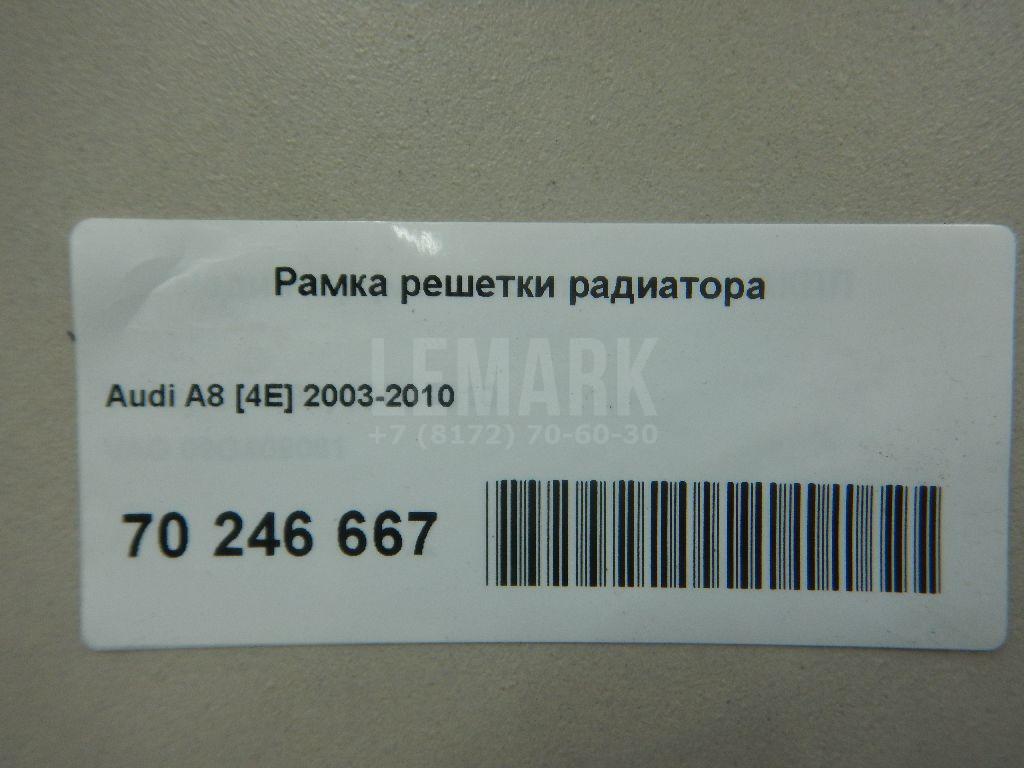 Рамка решетки радиатора
LEMARK
Audi A8 [4E] 2003-2010
+7 (8172) 70-60-30
70 246 667